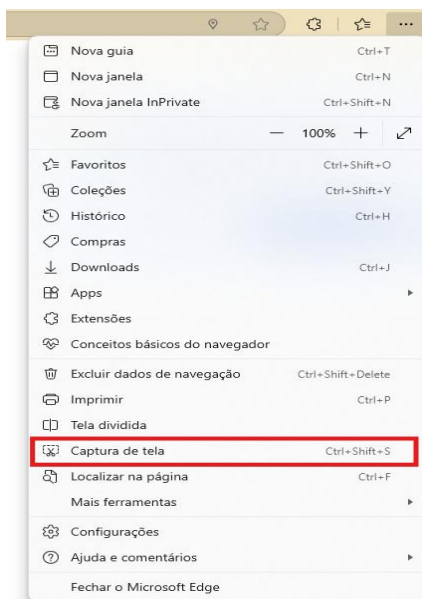 Nova guia Ctrl+T
Nova janela Ctrl+N
Nova janela InPrivate Ctrl+Shift+N
Zoom — 100% +
Favoritos Ctrl+Shift+O
Coleções Ctrl+Shift+Y
Histórico Ctrl+H
Compras
Downloads Ctrl+J
Apps
Extensões
Conceitos básicos do navegador
Excluir dados de navegação Ctrl+Shift+Delete
Imprimir Ctrl+P
Tela dividida
Captura de tela Ctrl+Shift+S
Localizar na página Ctrl+F
Mais ferramentas
Configurações
Ajuda e comentários
Fechar o Microsoft Edge